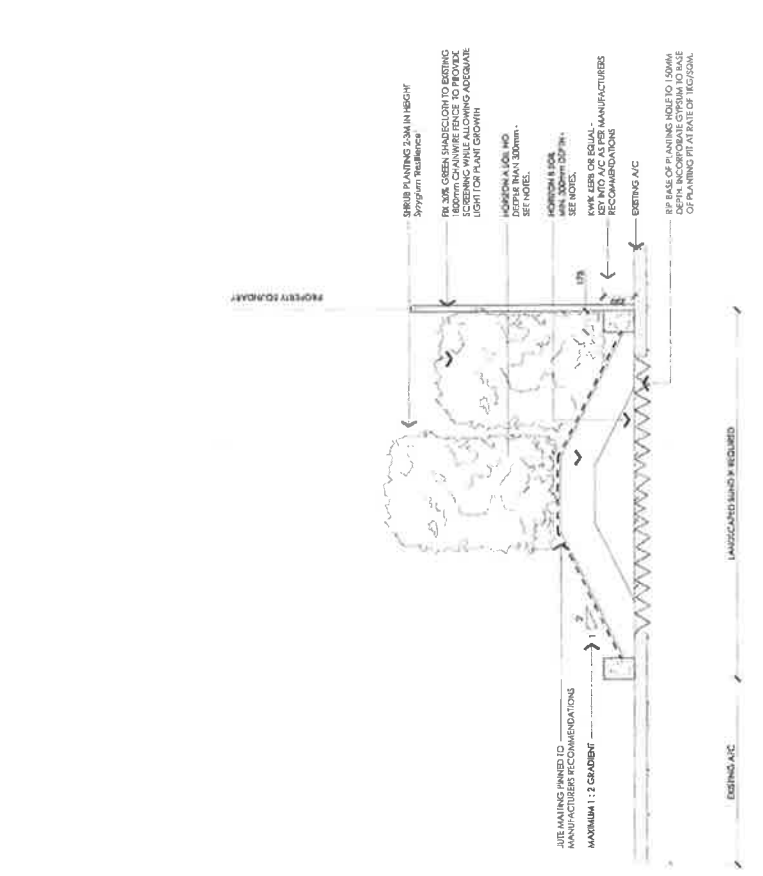 SHRUB PLANTING 2-3M IN HEIGHT
Syzygium 'Resilience'
FIX 30% GREEN SHADECLOTH TO EXISTING
1800mm CHAINWIRE FENCE TO PROVIDE
SCREENING WHILE ALLOWING ADEQUATE
LIGHT FOR PLANT GROWTH
HORIZON A SOIL NO
DEEPER THAN 300mm -
SEE NOTES.
HORIZON B SOIL
MIN. 300mm DEPTH -
SEE NOTES.
KWIK KERB OR EQUAL -
KEY INTO A/C AS PER MANUFACTURERS
RECOMMENDATIONS
EXISTING A/C
RIP BASE OF PLANTING HOLE TO 150MM
DEPTH. INCORPORATE GYPSUM TO BASE
OF PLANTING PIT AT RATE OF 1KG/SQM.
PROPERTY BOUNDARY
175
2
1
JUTE MATTING PINNED TO
MANUFACTURERS RECOMMENDATIONS
MAXIMUM 1 : 2 GRADIENT
LANDSCAPED BUND IF REQUIRED
EXISTING A/C